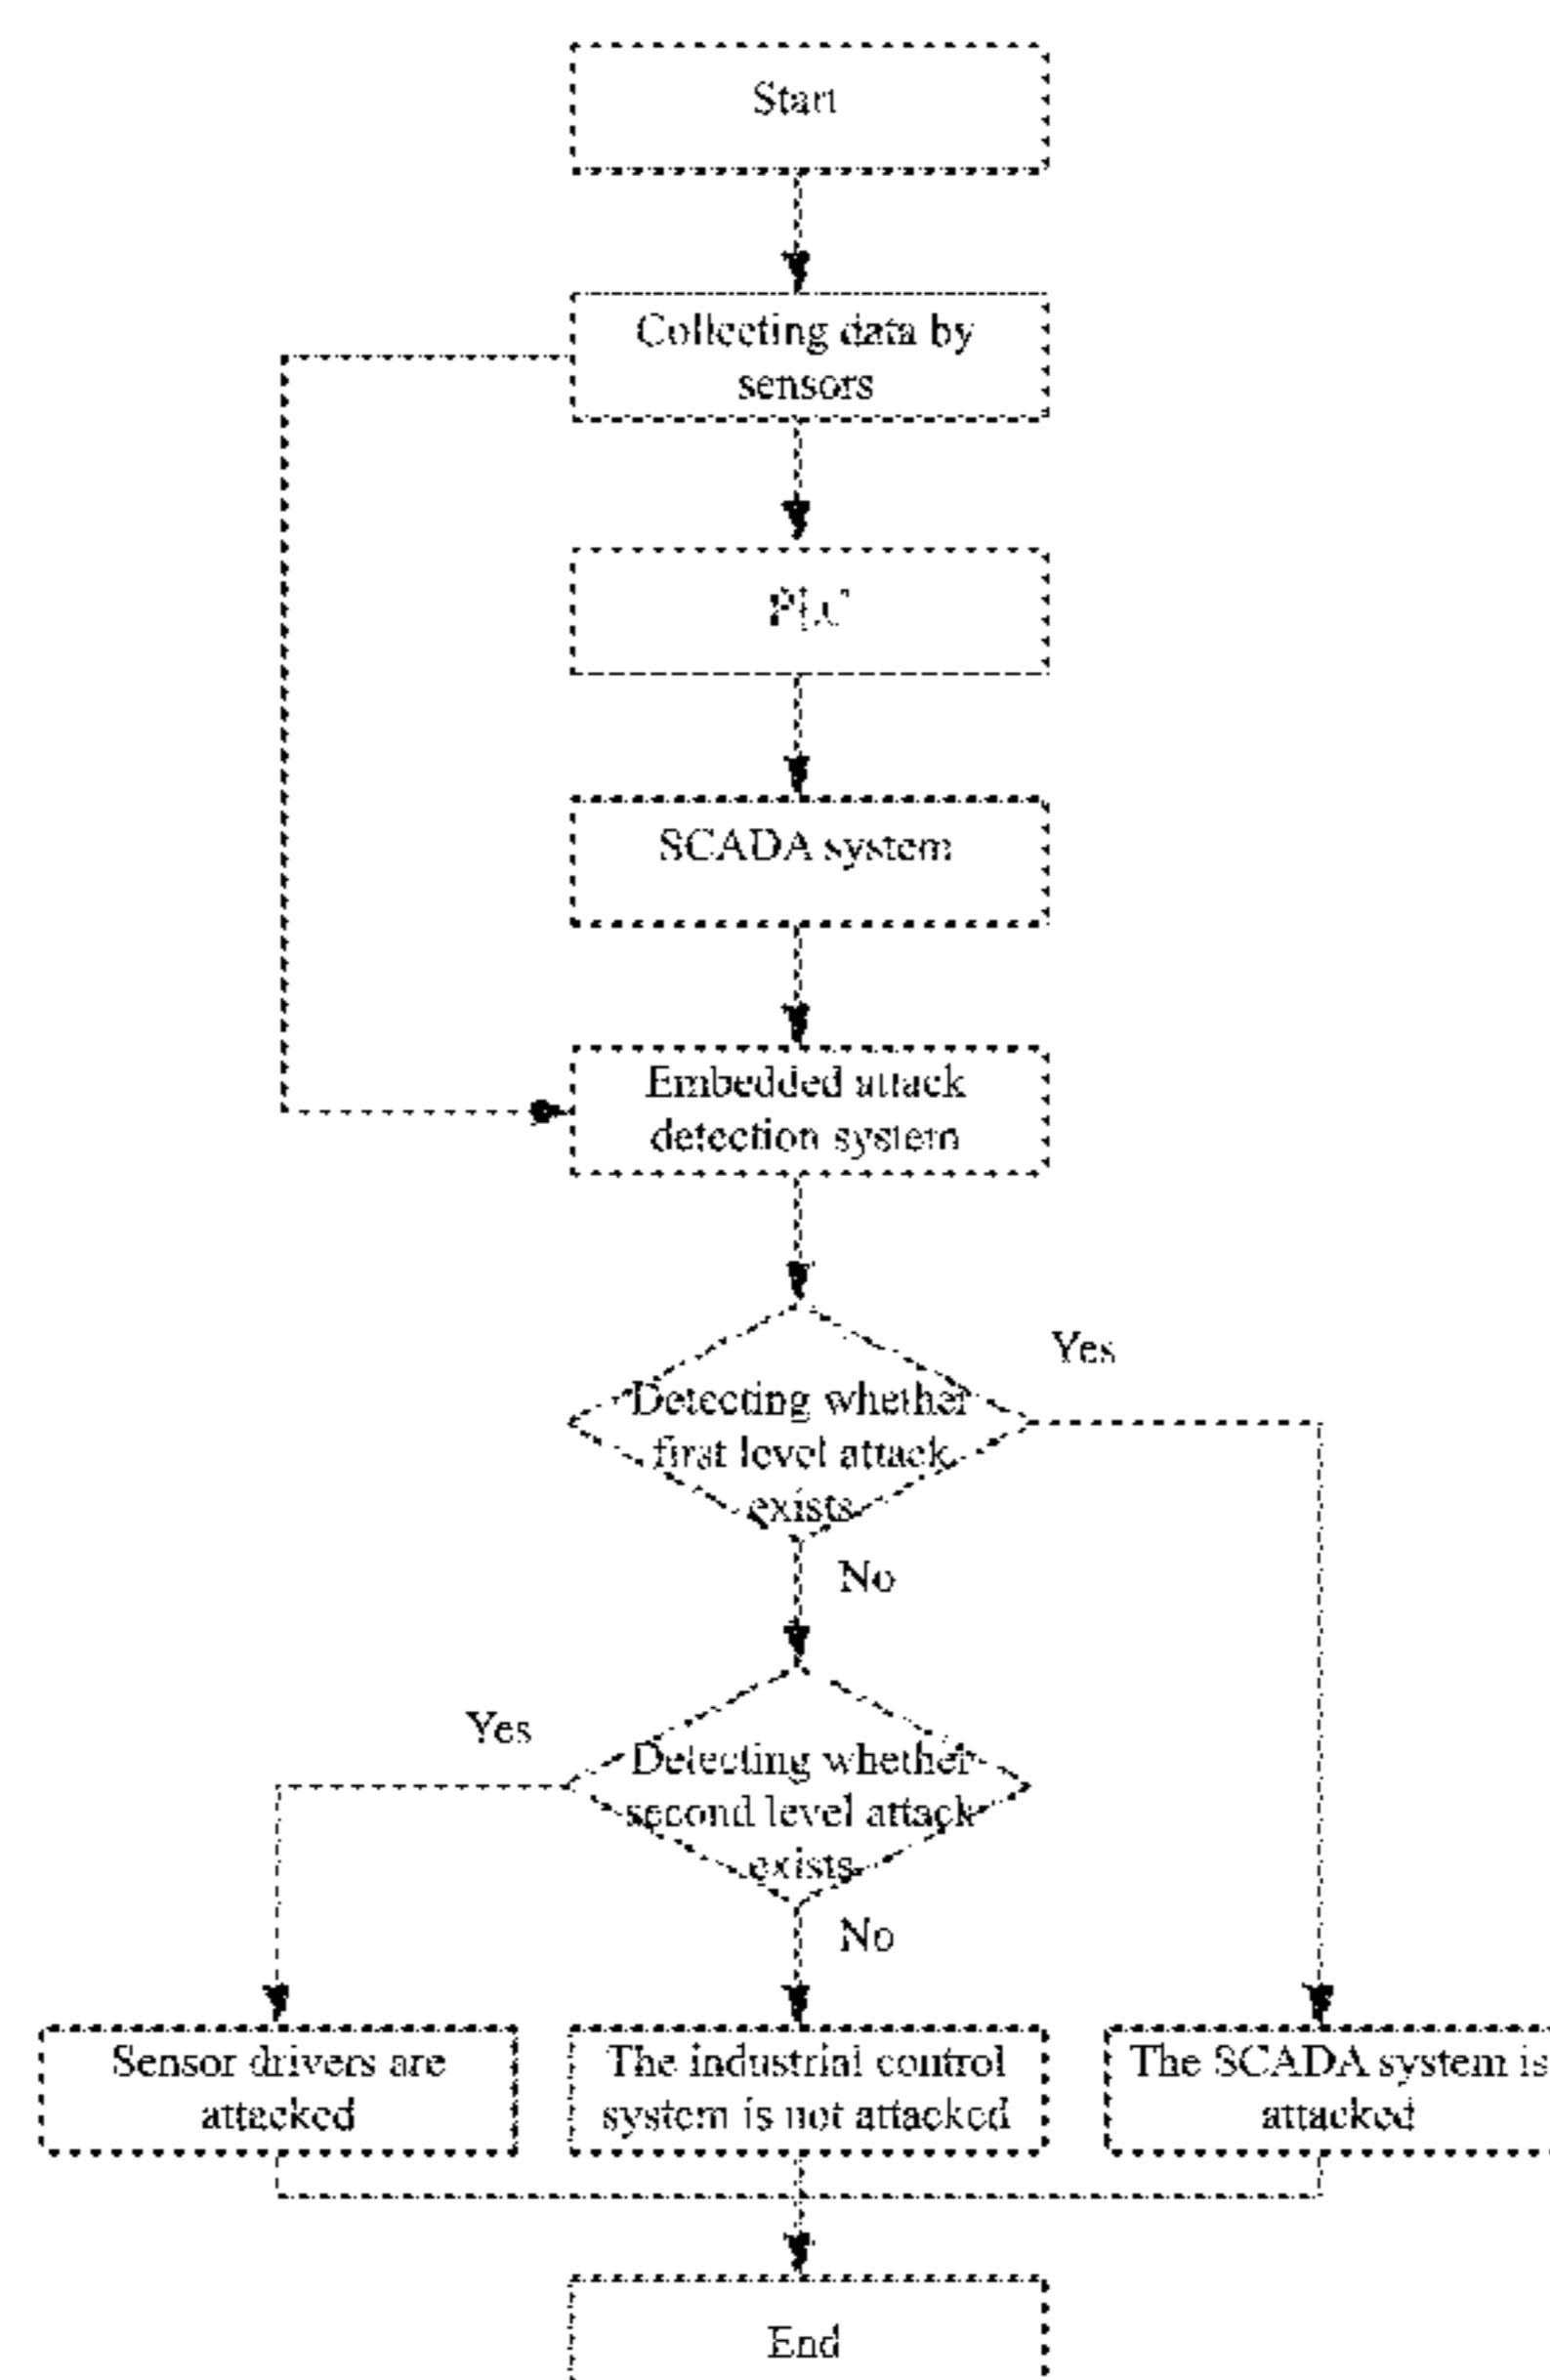 Start
Collecting data by
sensors
PLC
SCADA system
Embedded attack
detection system
Yes
Detecting whether
first level attack
exists
No
Yes
Detecting whether
second level attack
exists
No
Sensor drivers are
attacked
The industrial control
system is not attacked
The SCADA system is
attacked
End